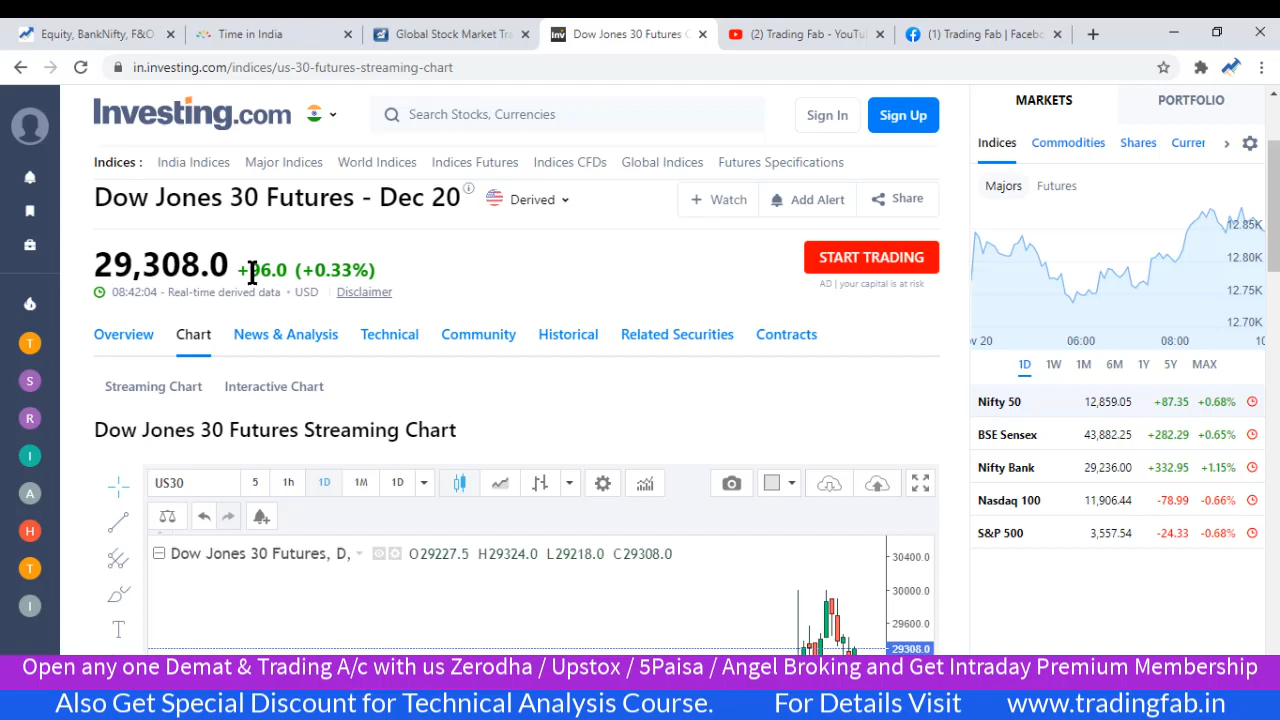 Equity, BankNifty, F&O
Time in India
Global Stock Market Tra
Dow Jones 30 Futures C
(2) Trading Fab - YouTu
(1) Trading Fab | Facebo
in.investing.com/indices/us-30-futures-streaming-chart
Investing.com
Search Stocks, Currencies
Sign In
Sign Up
MARKETS
PORTFOLIO
Indices
Commodities
Shares
Currer
Majors
Futures
Indices :
India Indices
Major Indices
World Indices
Indices Futures
Indices CFDs
Global Indices
Futures Specifications
Dow Jones 30 Futures - Dec 20
Derived
Watch
Add Alert
Share
29,308.0
+96.0 (+0.33%)
START TRADING
AD | your capital is at risk
08:42:04 - Real-time derived data • USD
Disclaimer
Overview
Chart
News & Analysis
Technical
Community
Historical
Related Securities
Contracts
12.85K
12.80K
12.75K
12.70K
ov 20
06:00
08:00
10
1D
1W
1M
6M
1Y
5Y
MAX
Streaming Chart
Interactive Chart
Nifty 50 12,859.05 +87.35 +0.68%
BSE Sensex 43,882.25 +282.29 +0.65%
Nifty Bank 29,236.00 +332.95 +1.15%
Nasdaq 100 11,906.44 -78.99 -0.66%
S&P 500 3,557.54 -24.33 -0.68%
Dow Jones 30 Futures Streaming Chart
US30
5
1h
1D
1M
1D
Dow Jones 30 Futures, D, O29227.5 H29324.0 L29218.0 C29308.0
30400.0
30000.0
29600.0
29308.0
T
S
R
I
A
H
T
I
T
Open any one Demat & Trading A/c with us Zerodha / Upstox / 5Paisa / Angel Broking and Get Intraday Premium Membership
Also Get Special Discount for Technical Analysis Course. For Details Visit www.tradingfab.in